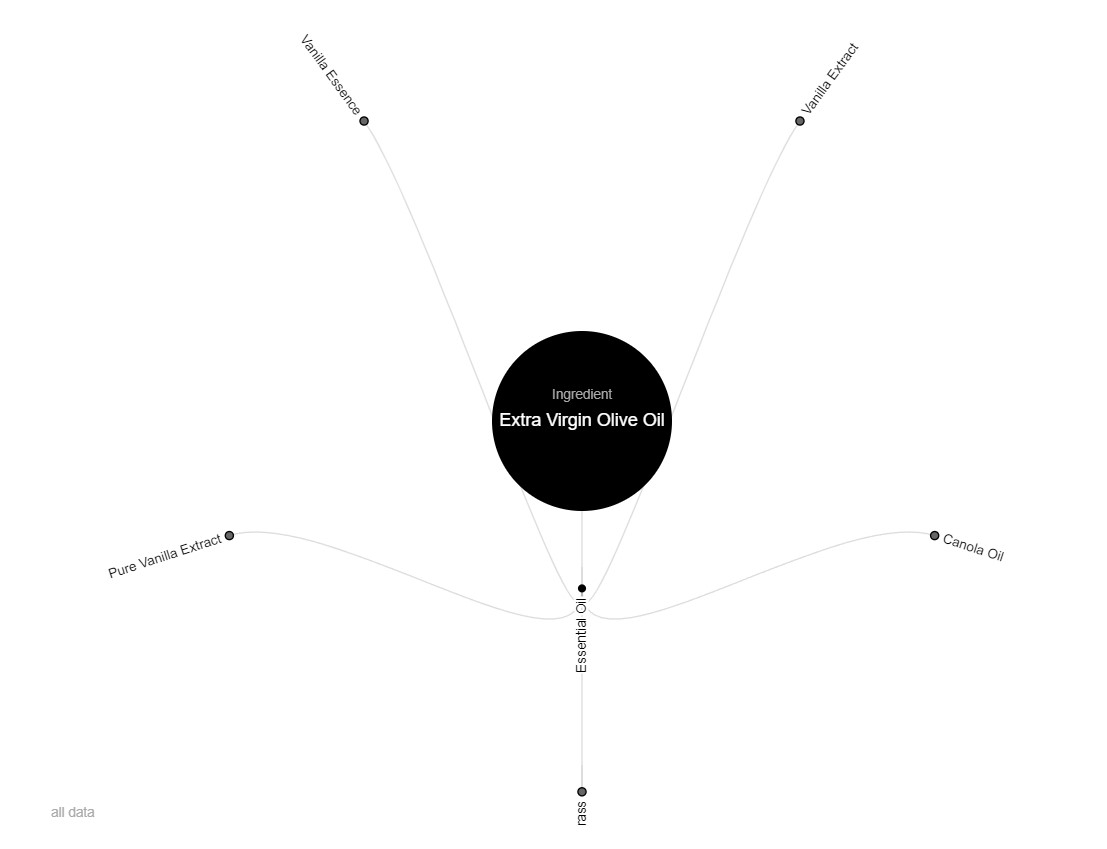 Vanilla Essence
Vanilla Extract
Ingredient
Extra Virgin Olive Oil
Pure Vanilla Extract
Canola Oil
Essential Oil
rass
all data